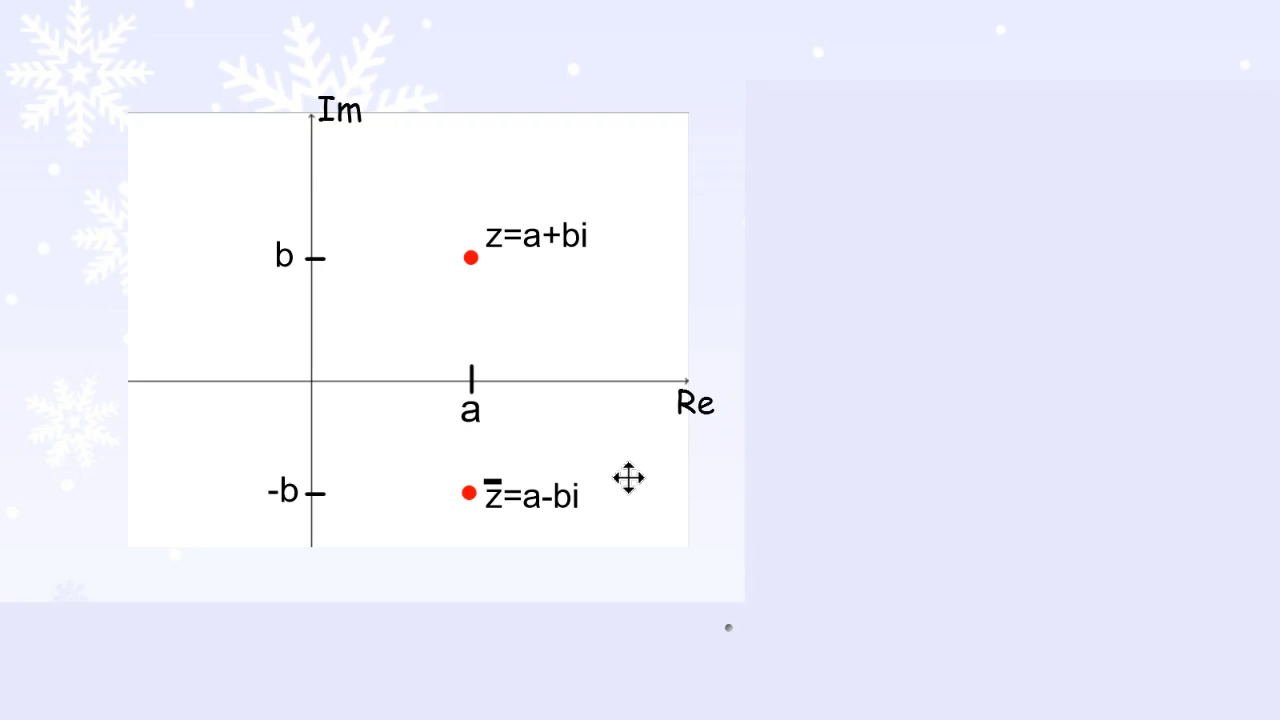 Im
z=a+bi
b
a
Re
-b
z̅=a-bi